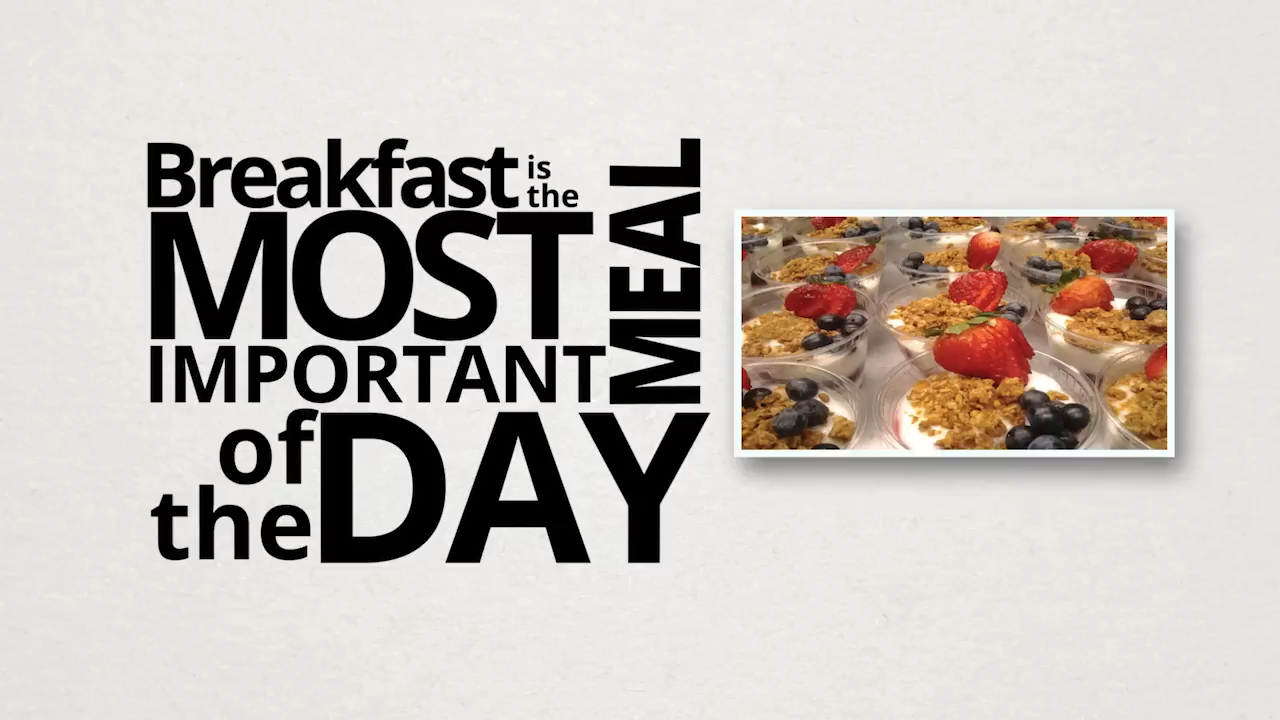 Breakfast is the
MOST
IMPORTANT
MEAL
of
the DAY